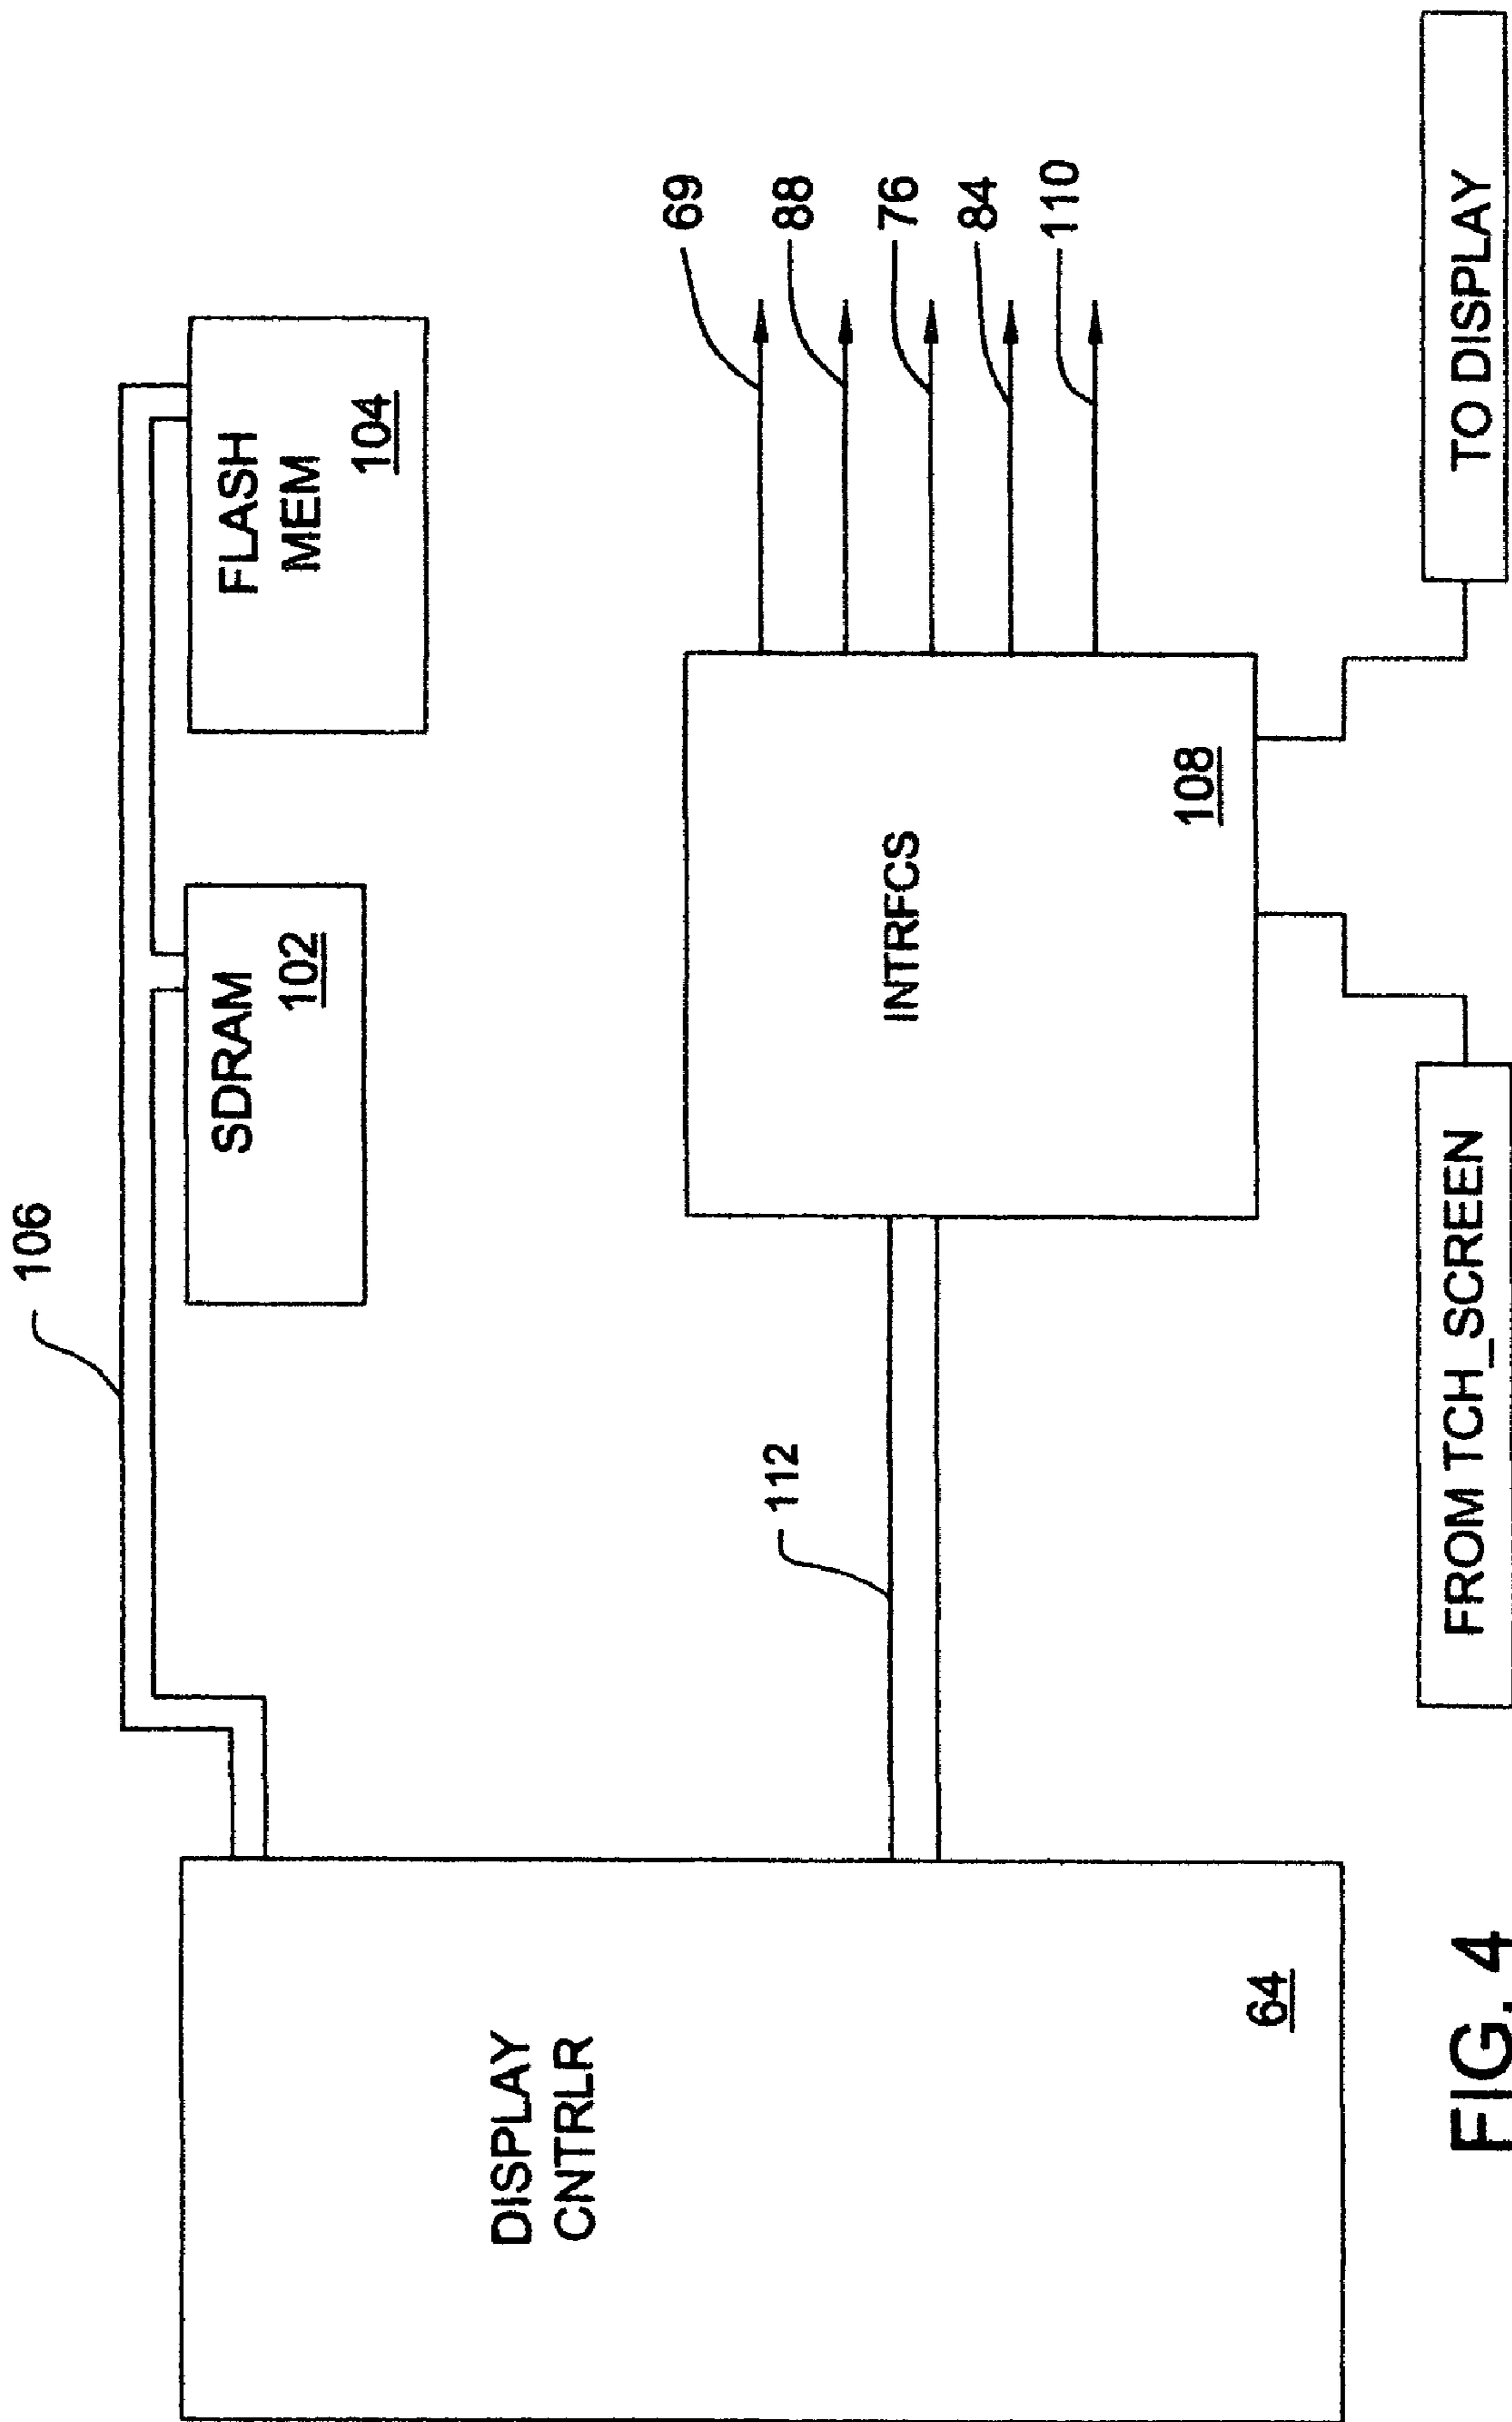 106
FLASH
MEM
104
SDRAM
102
DISPLAY
CNTRLR
64
112
INTRFCS
108
69
88
76
84
110
FROM TCH_SCREEN
TO DISPLAY
FIG. 4